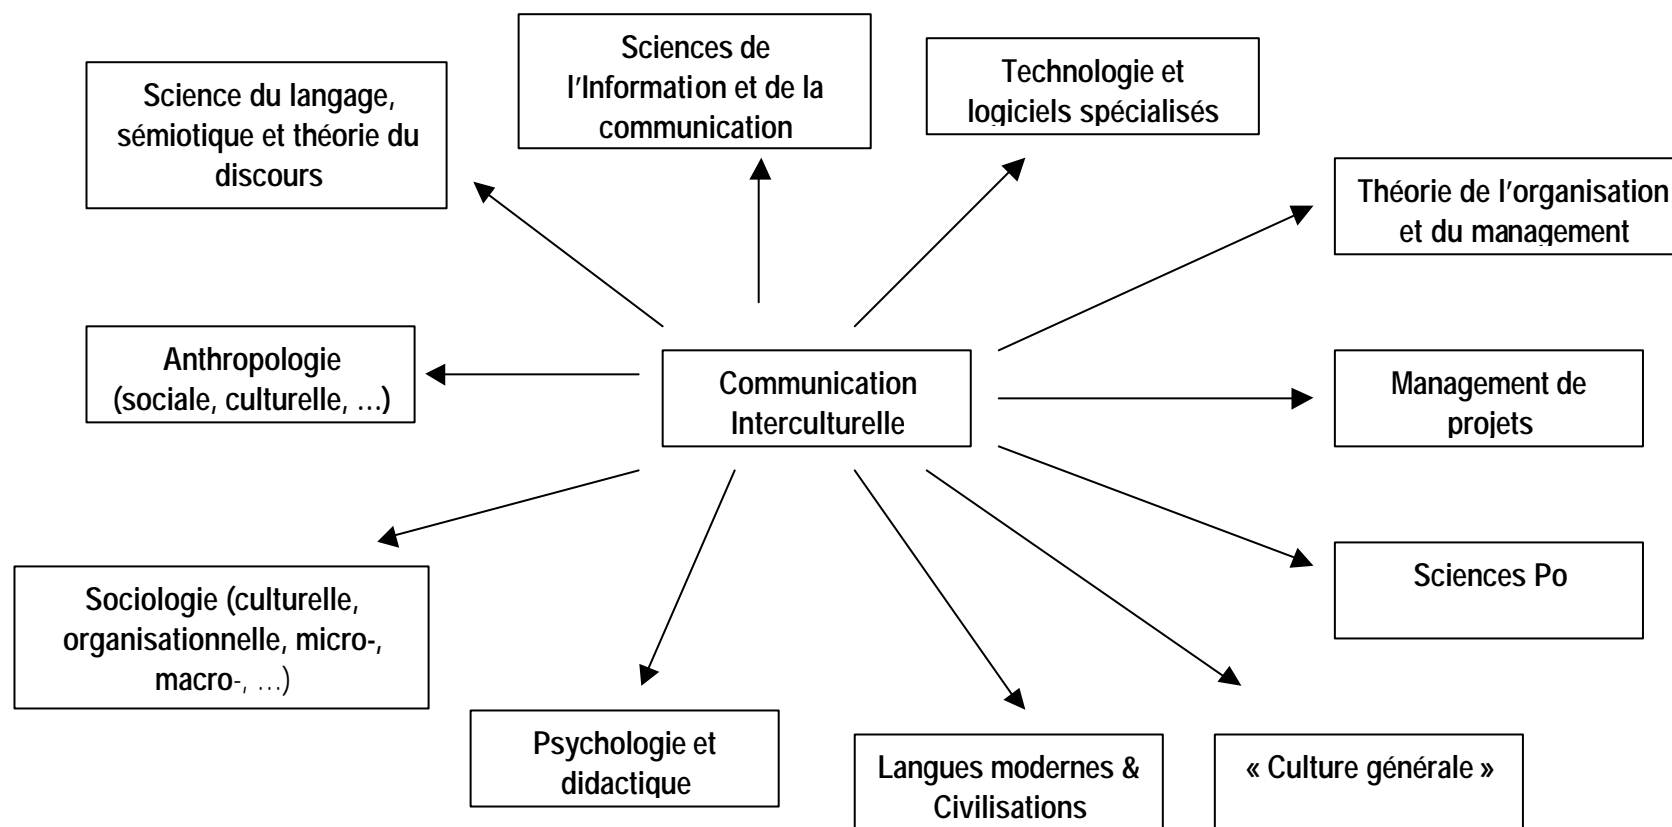 Sciences de
l'Information et de la
communication
Technologie et
logiciels spécialisés
Science du langage,
sémiotique et théorie du
discours
Théorie de l'organisation
et du management
Anthropologie
(sociale, culturelle, …)
Communication
Interculturelle
Management de
projets
Sciences Po
Sociologie (culturelle,
organisationnelle, micro-,
macro-, …)
Psychologie et
didactique
Langues modernes &
Civilisations
« Culture générale »